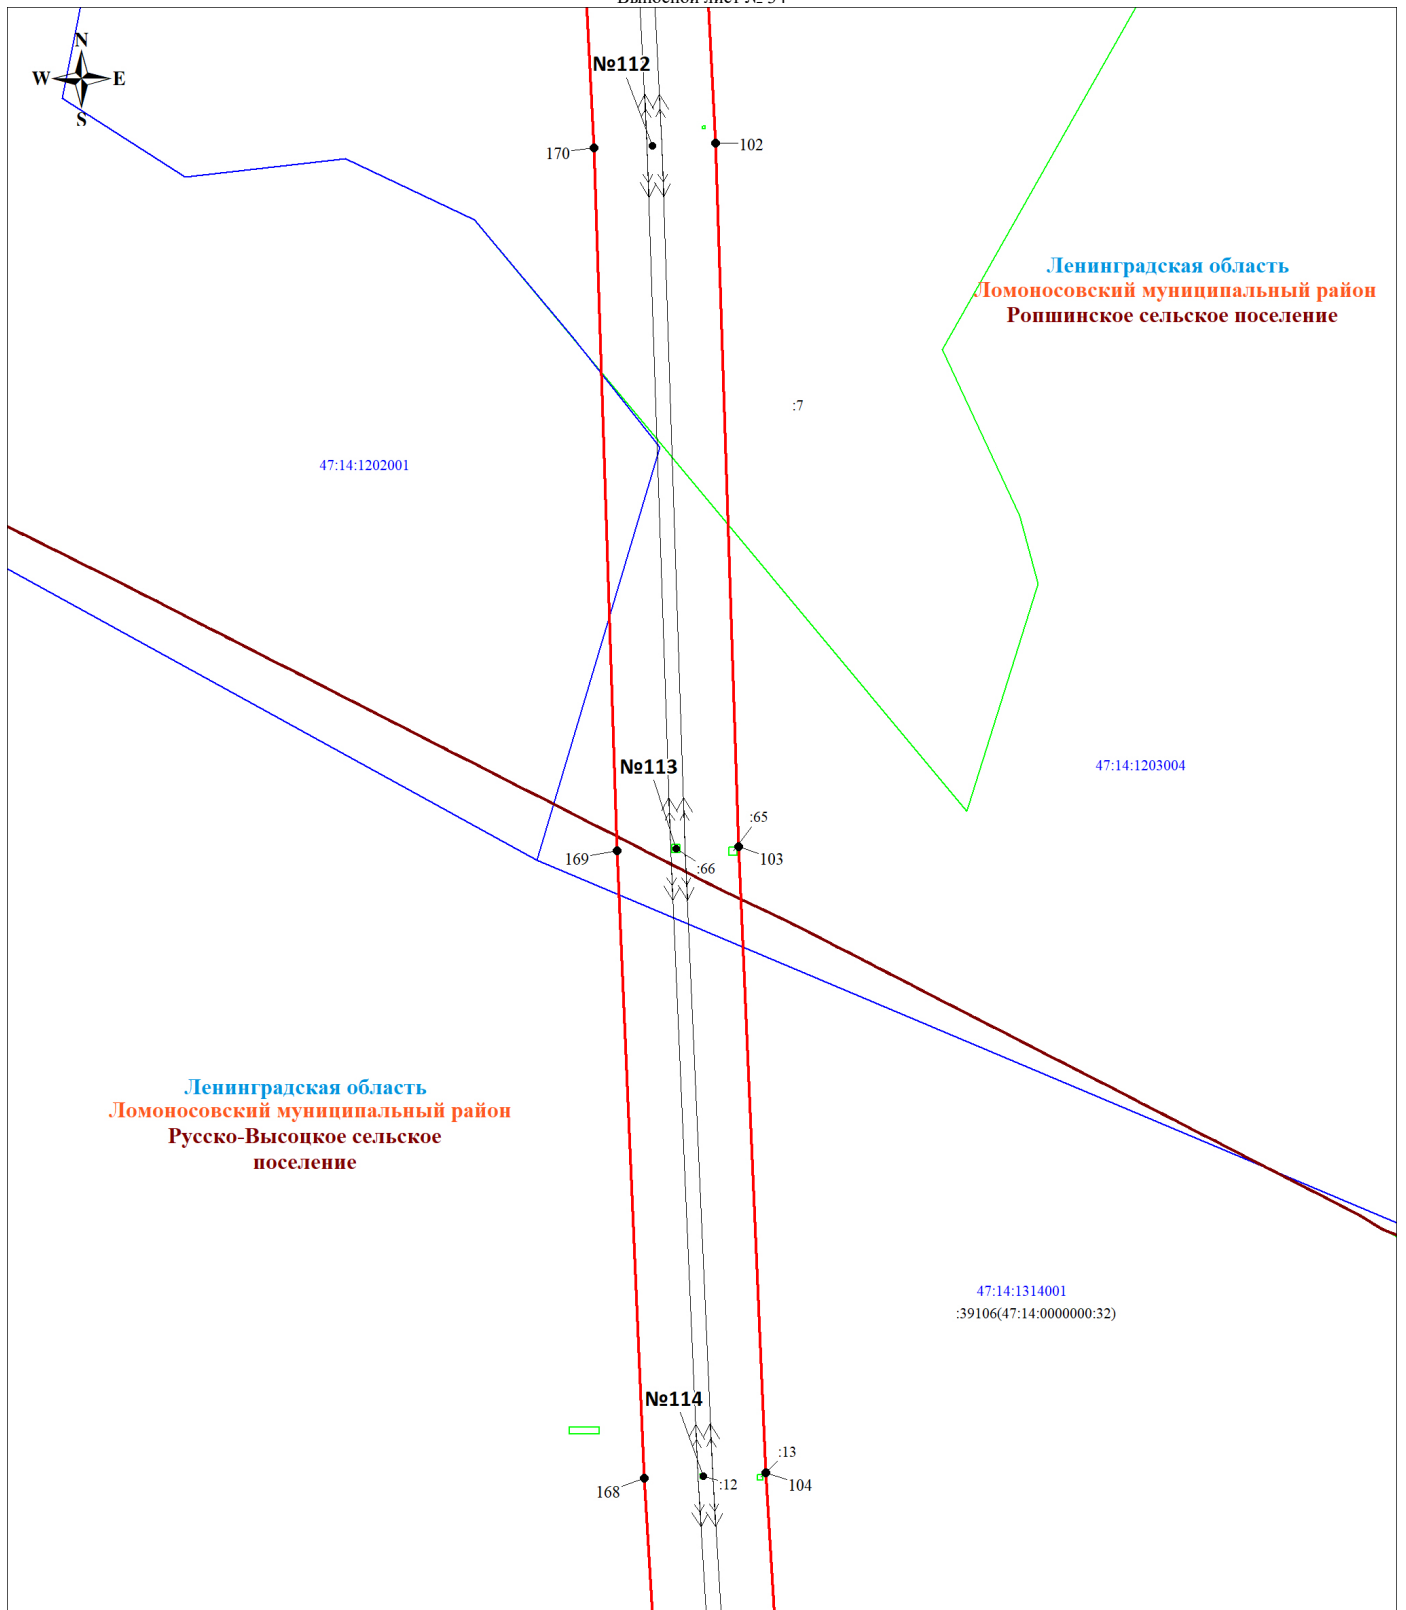 N
W E
S
№112
170
102
Ленинградская область
Ломоносовский муниципальный район
Ропшинское сельское поселение
:7
47:14:1202001
№113
47:14:1203004
:65
169
103
:66
Ленинградская область
Ломоносовский муниципальный район
Русско-Высоцкое сельское
поселение
47:14:1314001
:39106(47:14:0000000:32)
№114
:13
168
:12
104